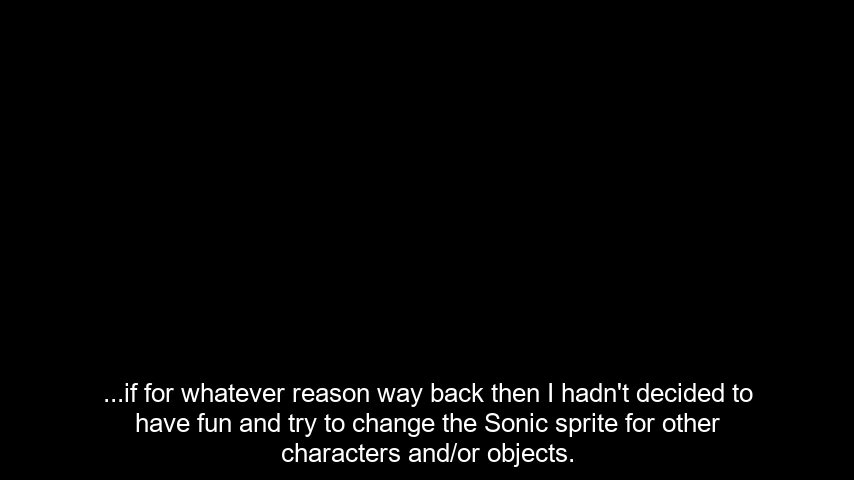 ...if for whatever reason way back then I hadn't decided to
have fun and try to change the Sonic sprite for other
characters and/or objects.